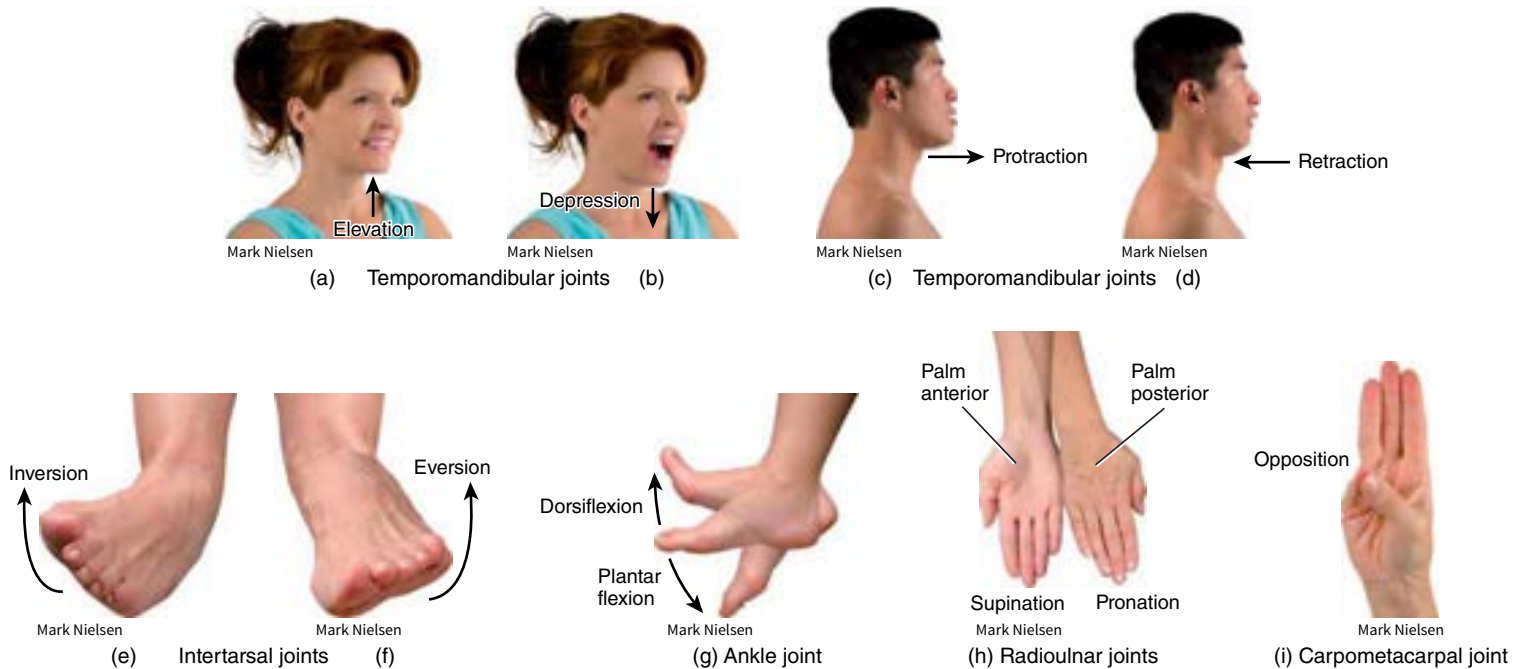 Elevation
Depression
Protraction
Retraction
Mark Nielsen
Mark Nielsen
Mark Nielsen
Mark Nielsen
(a) Temporomandibular joints (b)
(c) Temporomandibular joints (d)
Inversion
Eversion
Dorsiflexion
Plantar
flexion
Palm
anterior
Palm
posterior
Supination
Pronation
Opposition
Mark Nielsen
Mark Nielsen
Mark Nielsen
Mark Nielsen
Mark Nielsen
(e) Intertarsal joints (f)
(g) Ankle joint
(h) Radioulnar joints
(i) Carpometacarpal joint